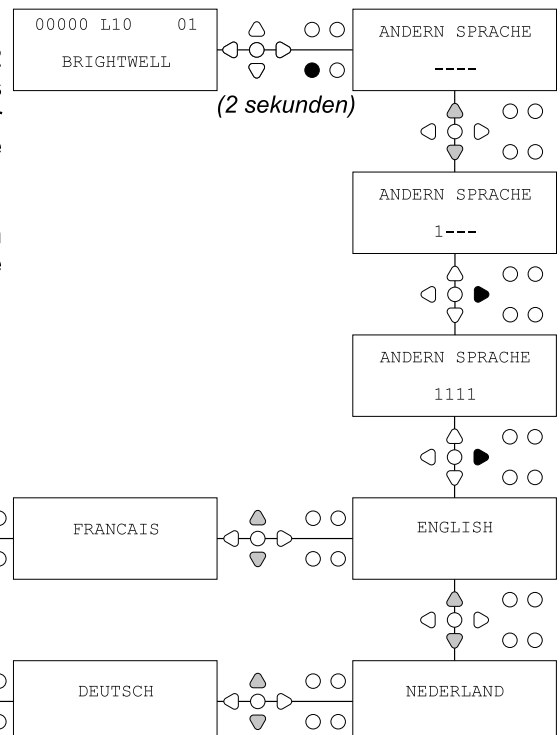 00000 L10 01
BRIGHTWELL
(2 sekunden)
ANDERN SPRACHE
----
ANDERN SPRACHE
1---
ANDERN SPRACHE
1111
FRANCAIS
ENGLISH
DEUTSCH
NEDERLAND